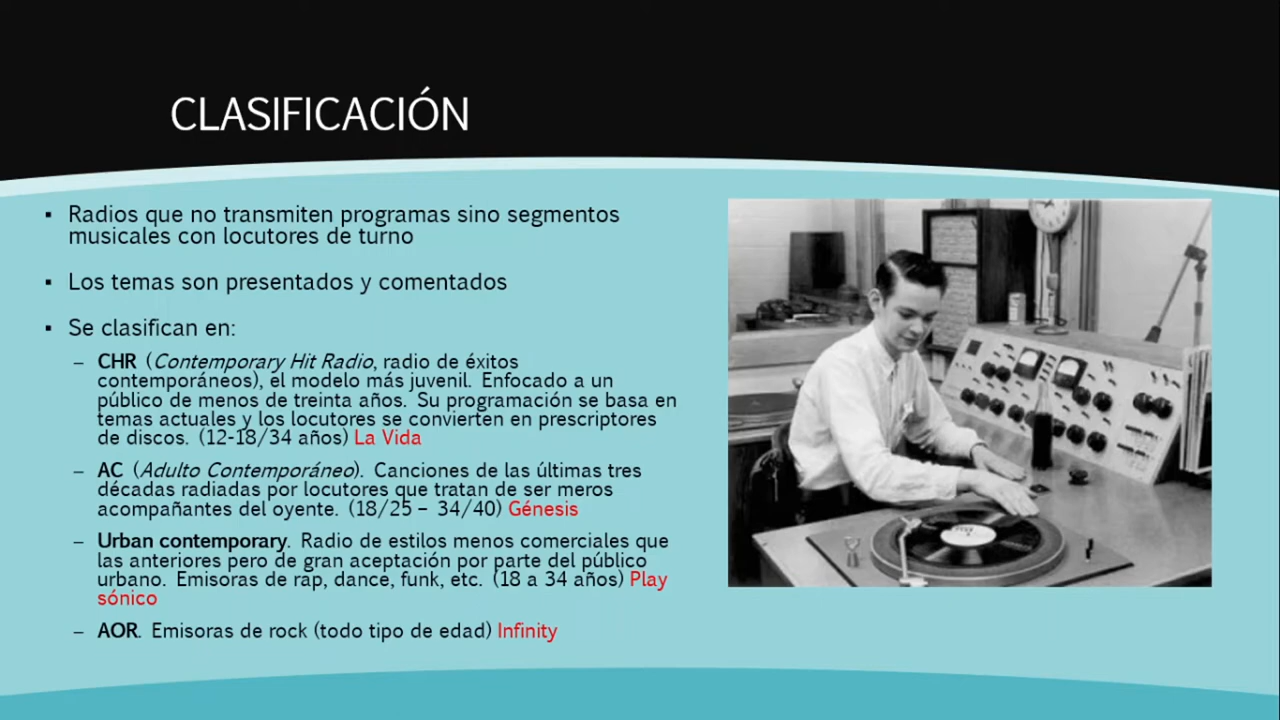 CLASIFICACIÓN
▪ Radios que no transmiten programas sino segmentos
musicales con locutores de turno
▪ Los temas son presentados y comentados
▪ Se clasifican en:
– CHR (Contemporary Hit Radio, radio de éxitos
contemporáneos), el modelo más juvenil. Enfocado a un
público de menos de treinta años. Su programación se basa en
temas actuales y los locutores se convierten en prescriptores
de discos. (12-18/34 años) La Vida
– AC (Adulto Contemporáneo). Canciones de las últimas tres
décadas radiadas por locutores que tratan de ser meros
acompañantes del oyente. (18/25 – 34/40) Génesis
– Urban contemporary. Radio de estilos menos comerciales que
las anteriores pero de gran aceptación por parte del público
urbano. Emisoras de rap, dance, funk, etc. (18 a 34 años) Play
sónico
– AOR. Emisoras de rock (todo tipo de edad) Infinity